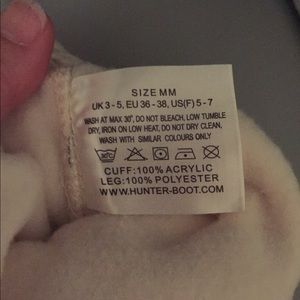 SIZE MM
UK 3 - 5, EU 36 - 38, US(F) 5 - 7
WASH AT MAX 30°, DO NOT BLEACH, LOW TUMBLE
DRY, IRON ON LOW HEAT, DO NOT DRY CLEAN,
WASH WITH SIMILAR COLOURS ONLY
CUFF:100% ACRYLIC
LEG:100% POLYESTER
WWW.HUNTER-BOOT.COM